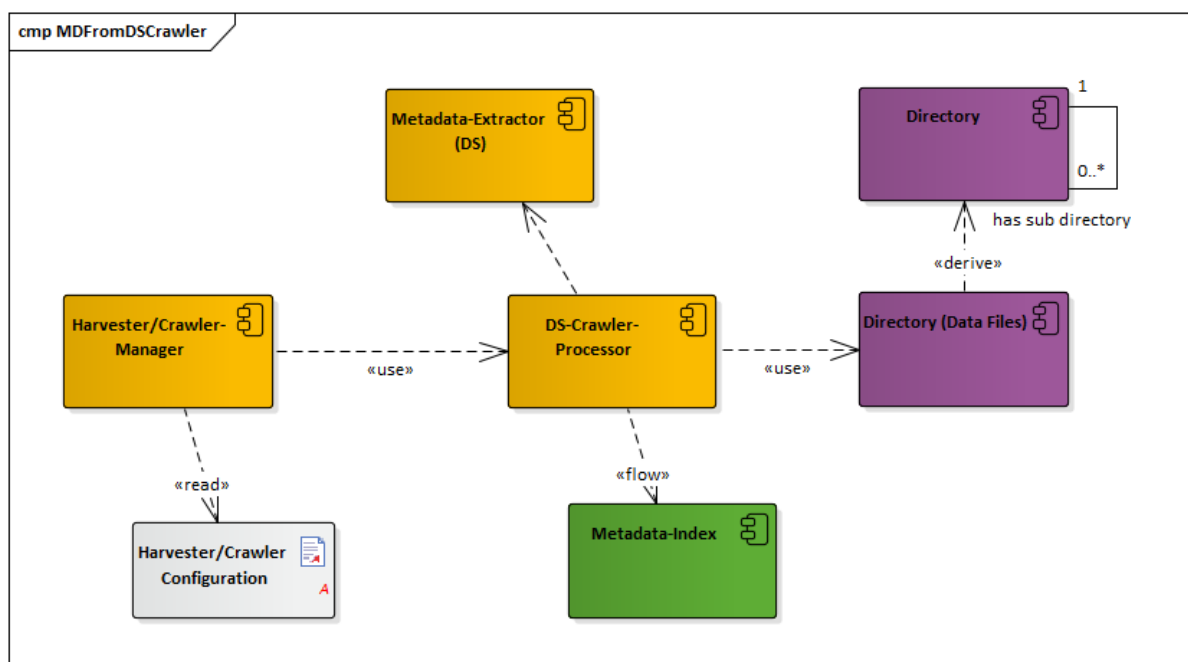 cmp MDFromDSCrawler
Metadata-Extractor
(DS)
Directory
1
0..*
has sub directory
«derive»
Harvester/Crawler-
Manager
«use»
DS-Crawler-
Processor
«use»
Directory (Data Files)
«read»
«flow»
Harvester/Crawler
Configuration
A
Metadata-Index